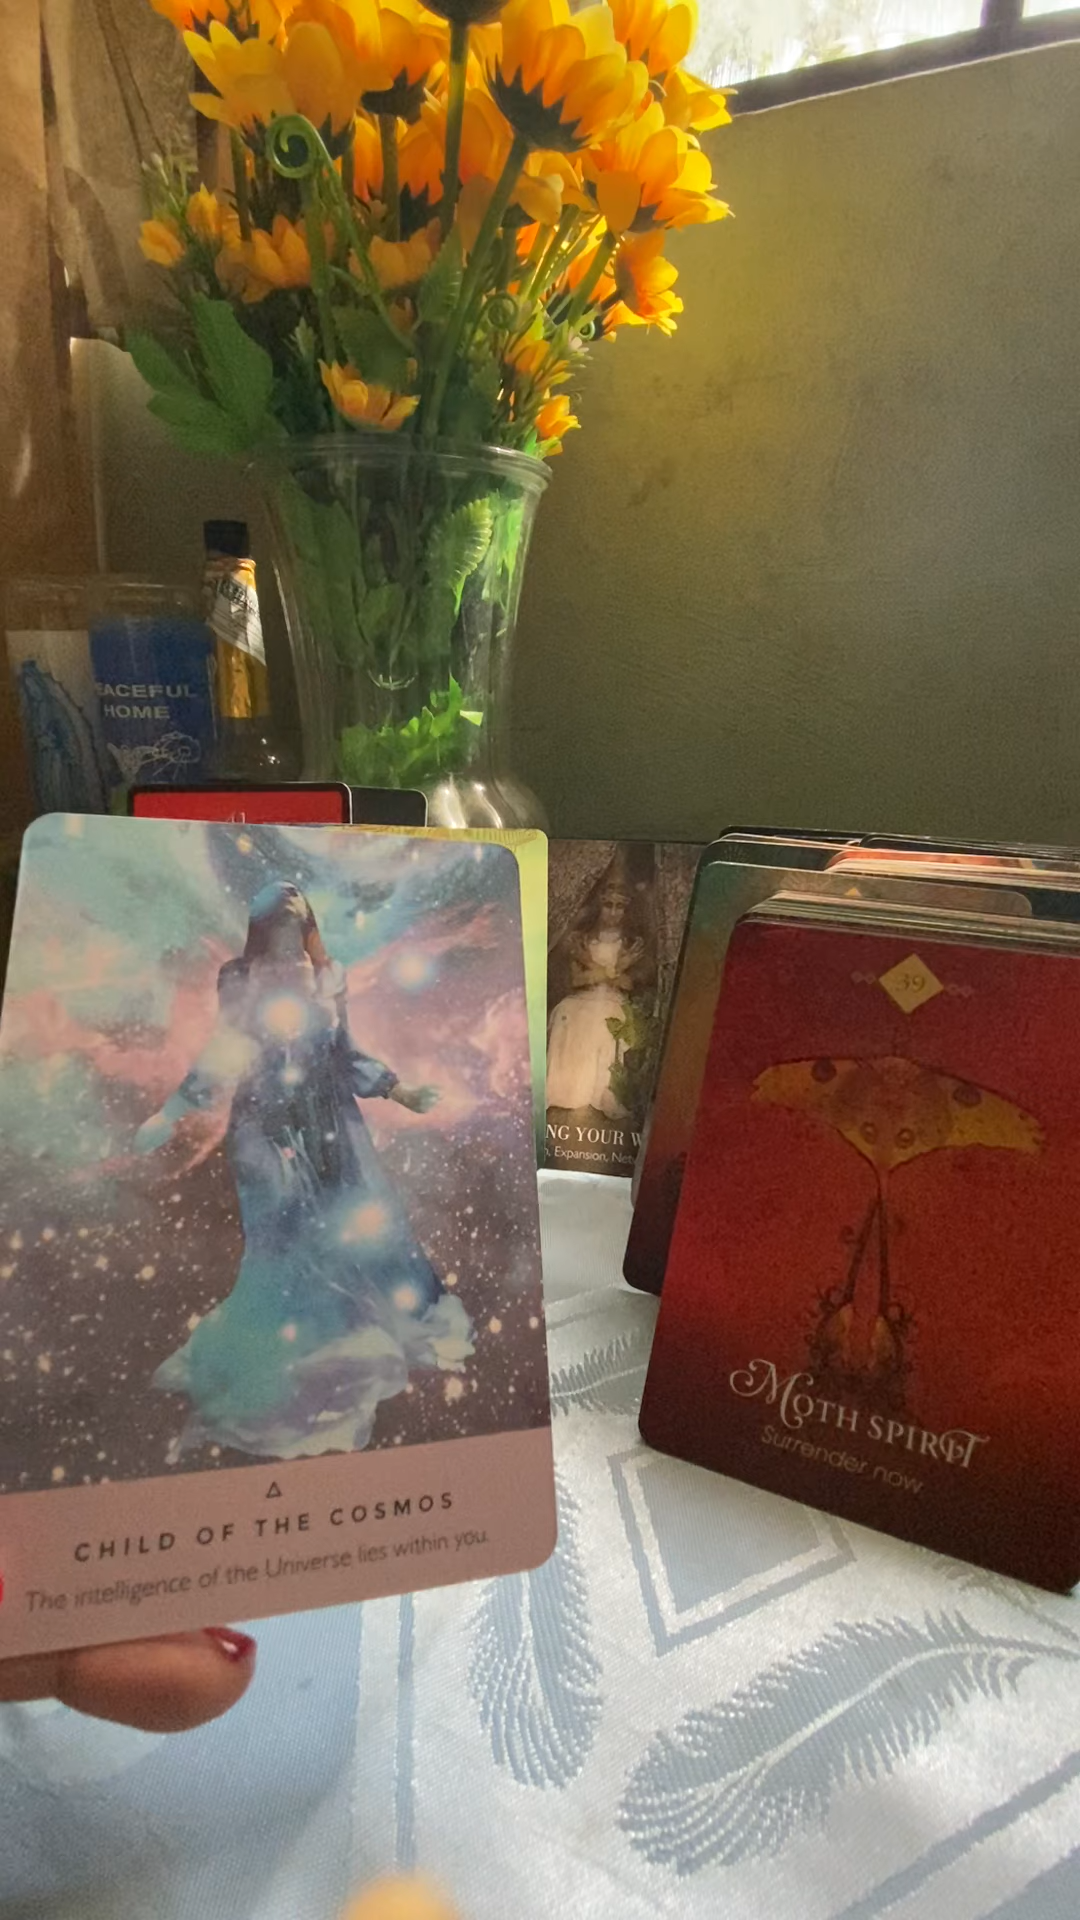 EACEFUL
HOME
CHILD OF THE COSMOS
The intelligence of the Universe lies within you.
NG YOUR W
, Expansion, Net
39
MOTH SPIRIT
Surrender now